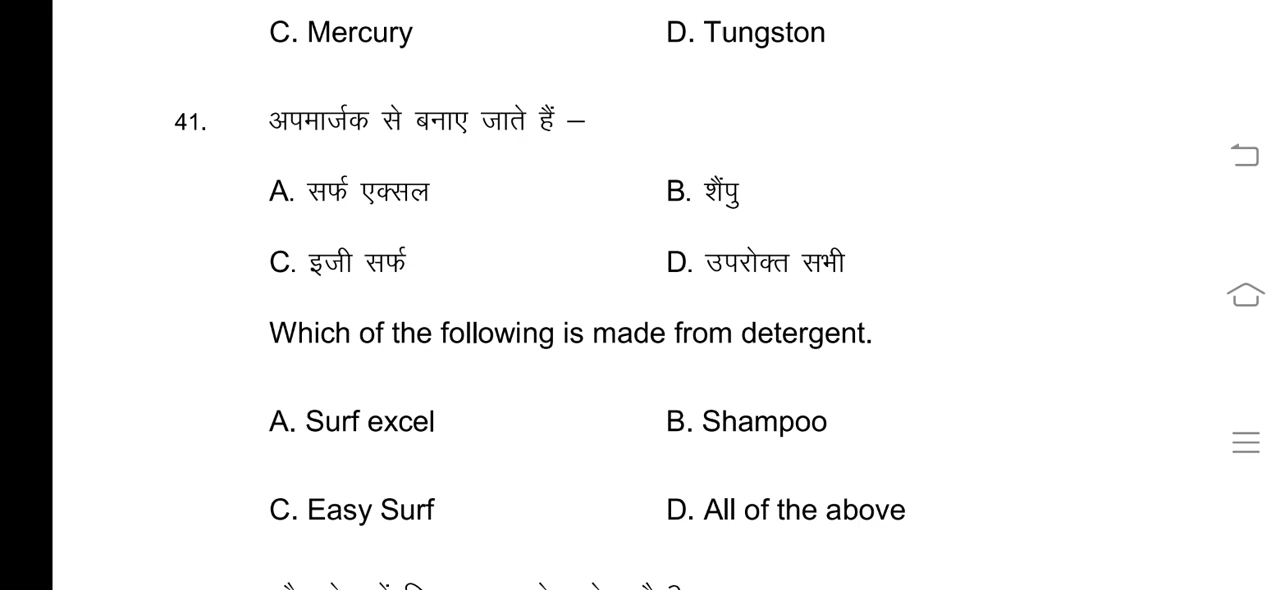 C. Mercury D. Tungston
41. अपमार्जक से बनाए जाते हैं –
A. सर्फ एक्सल B. शैंपु
C. इजी सर्फ D. उपरोक्त सभी
Which of the following is made from detergent.
A. Surf excel B. Shampoo
C. Easy Surf D. All of the above